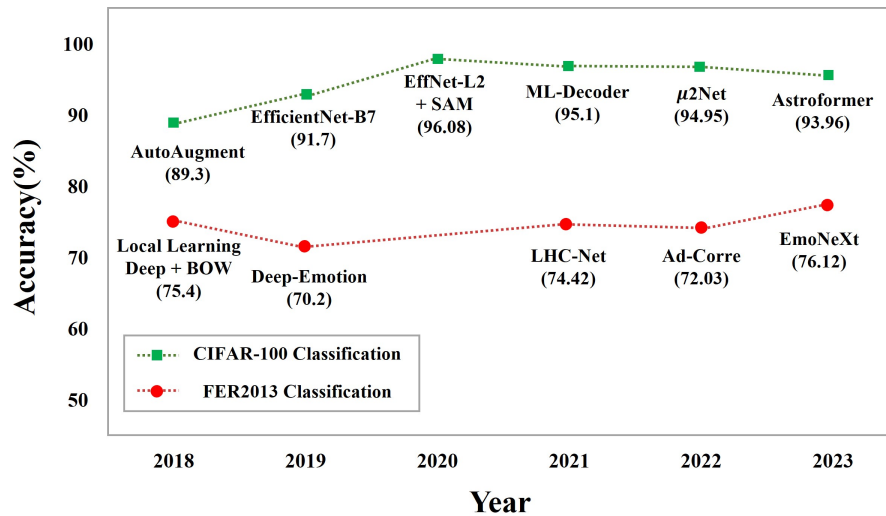 Accuracy(%)
100
90
80
70
60
50
AutoAugment
(89.3)
EfficientNet-B7
(91.7)
EffNet-L2
+ SAM
(96.08)
ML-Decoder
(95.1)
μ2Net
(94.95)
Astroformer
(93.96)
Local Learning
Deep + BOW
(75.4)
Deep-Emotion
(70.2)
LHC-Net
(74.42)
Ad-Corre
(72.03)
EmoNeXt
(76.12)
CIFAR-100 Classification
FER2013 Classification
2018 2019 2020 2021 2022 2023
Year